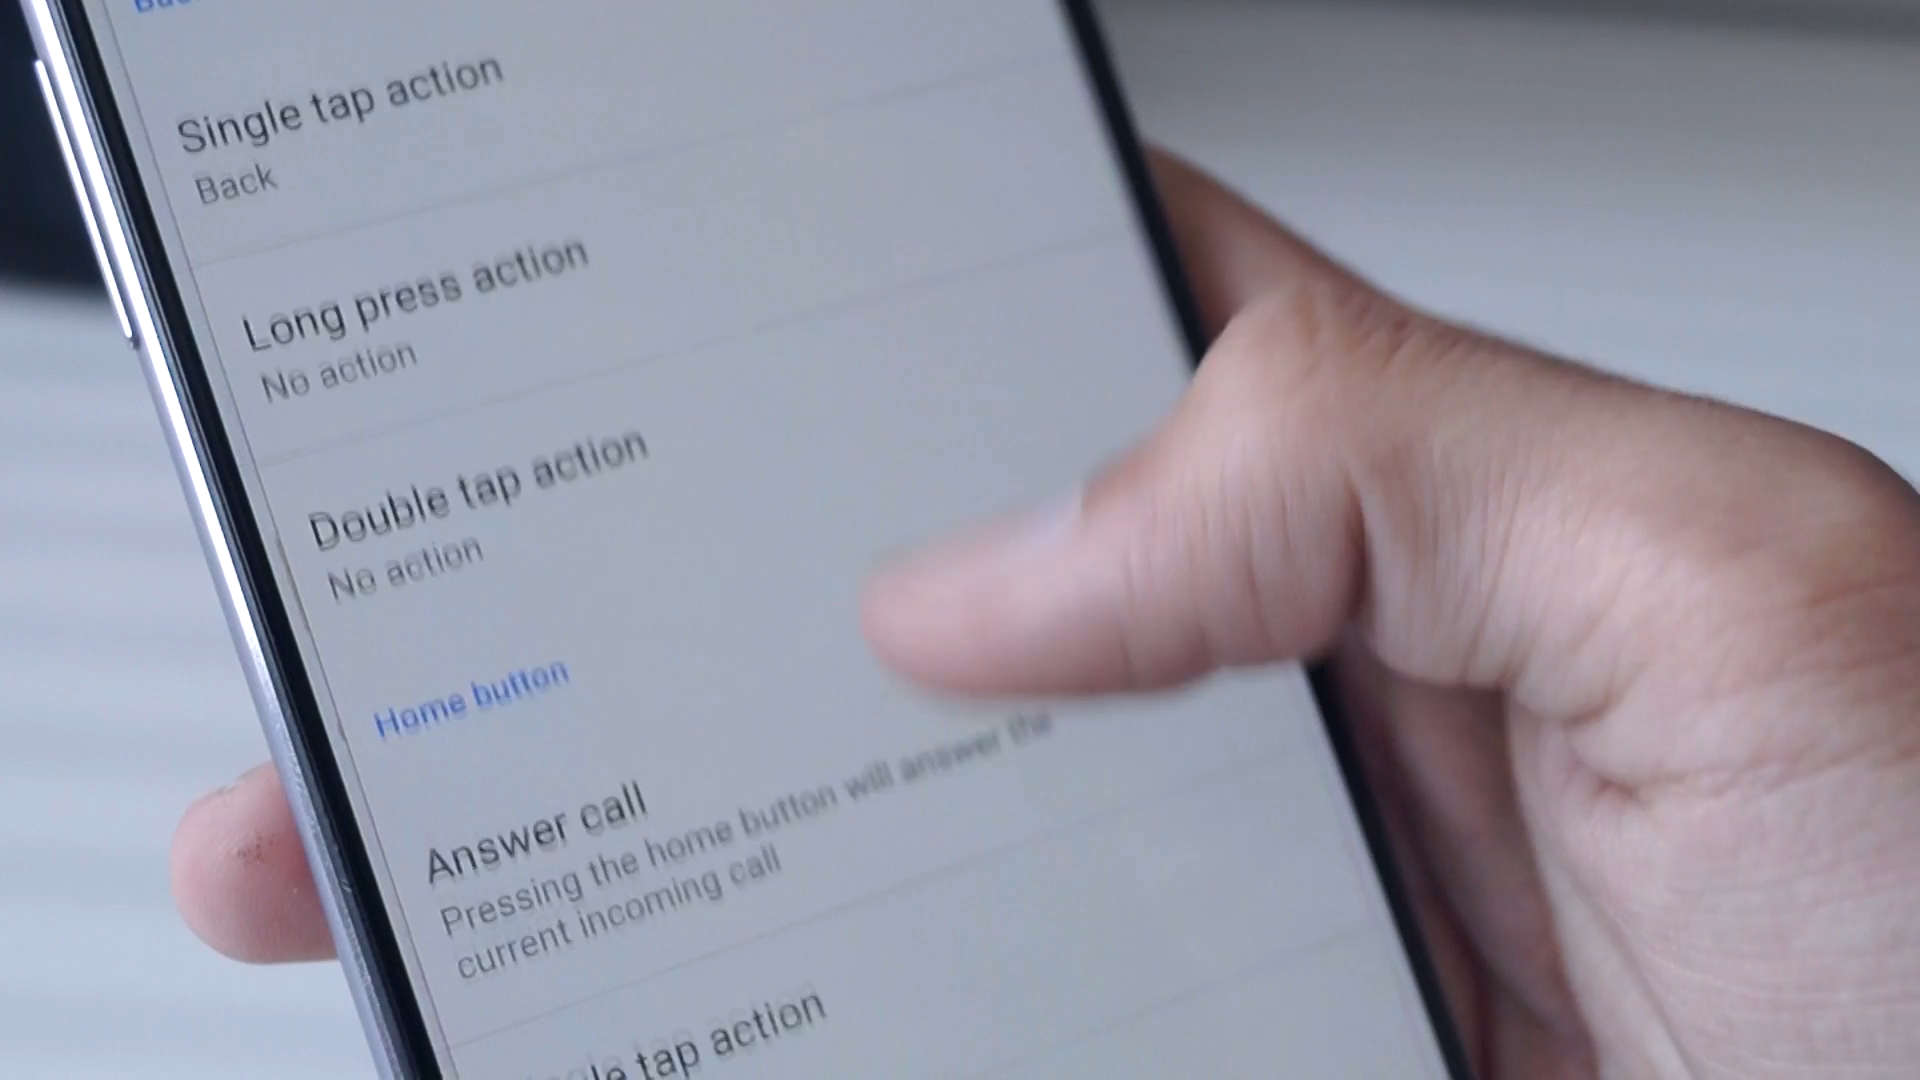 Single tap action
Back
Long press action
No action
Double tap action
No action
Home button
Answer call
Pressing the home button will answer the
current incoming call
tap action